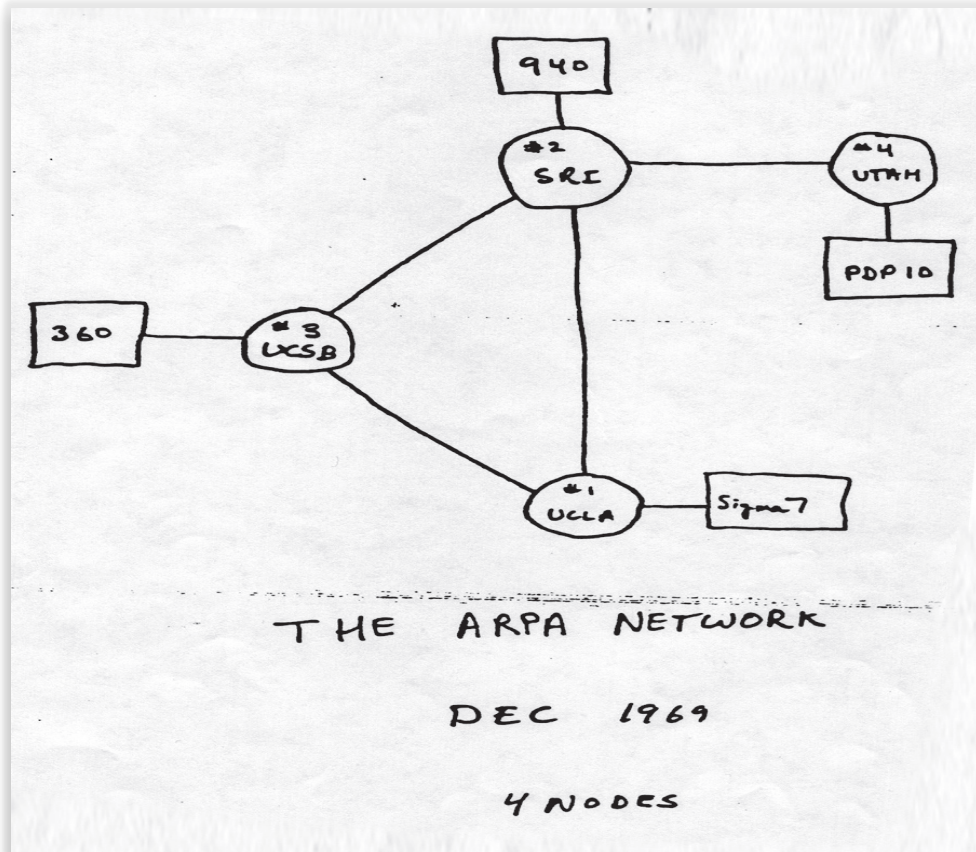 940
#2
SRI
#4
UTAH
PDP 10
360
#3
UCSB
#1
UCLA
Sigma 7
THE ARPA NETWORK
DEC 1969
4 NODES